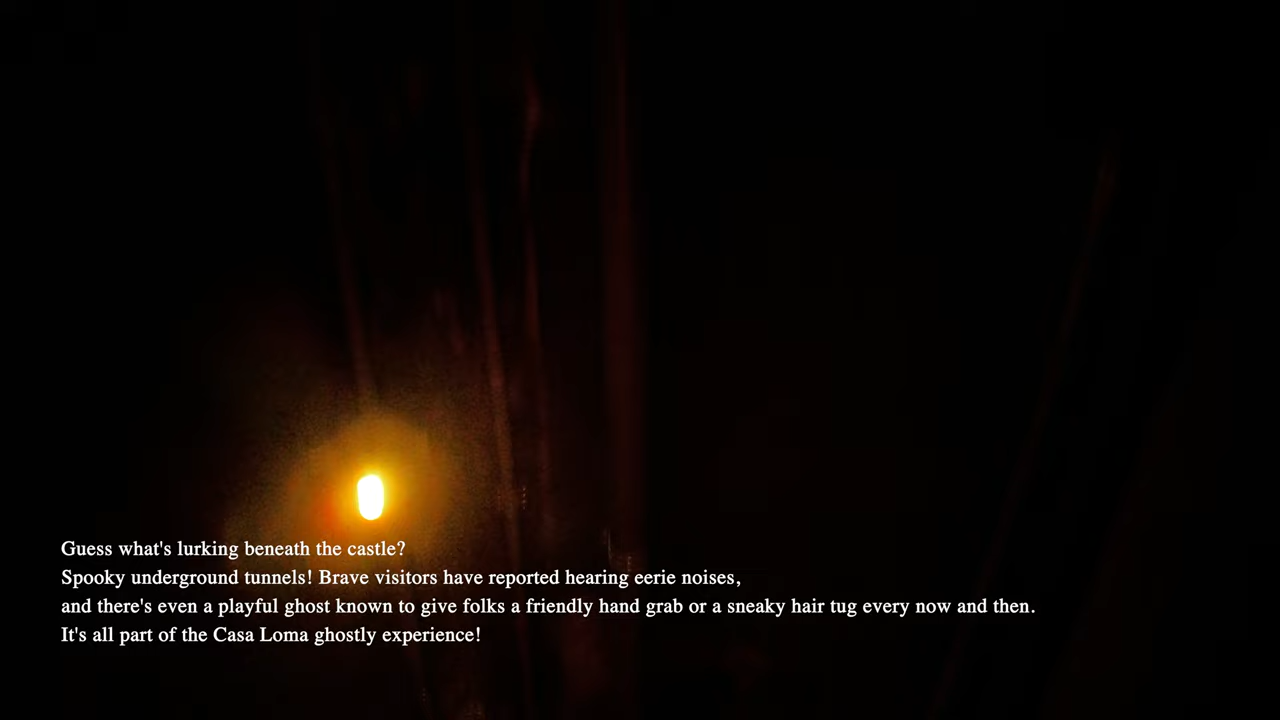 Guess what's lurking beneath the castle?
Spooky underground tunnels! Brave visitors have reported hearing eerie noises,
and there's even a playful ghost known to give folks a friendly hand grab or a sneaky hair tug every now and then.
It's all part of the Casa Loma ghostly experience!